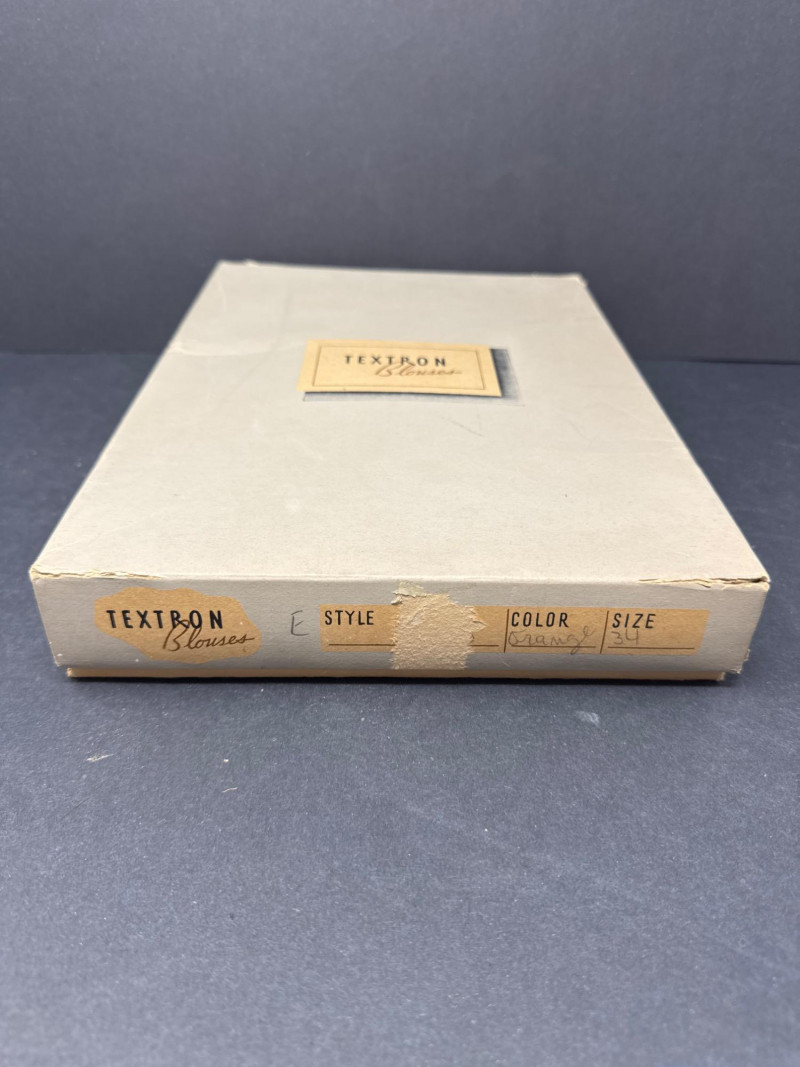 TEXTRON
Blouses
TEXTRON
Blouses
E
STYLE
COLOR
Orange
SIZE
34